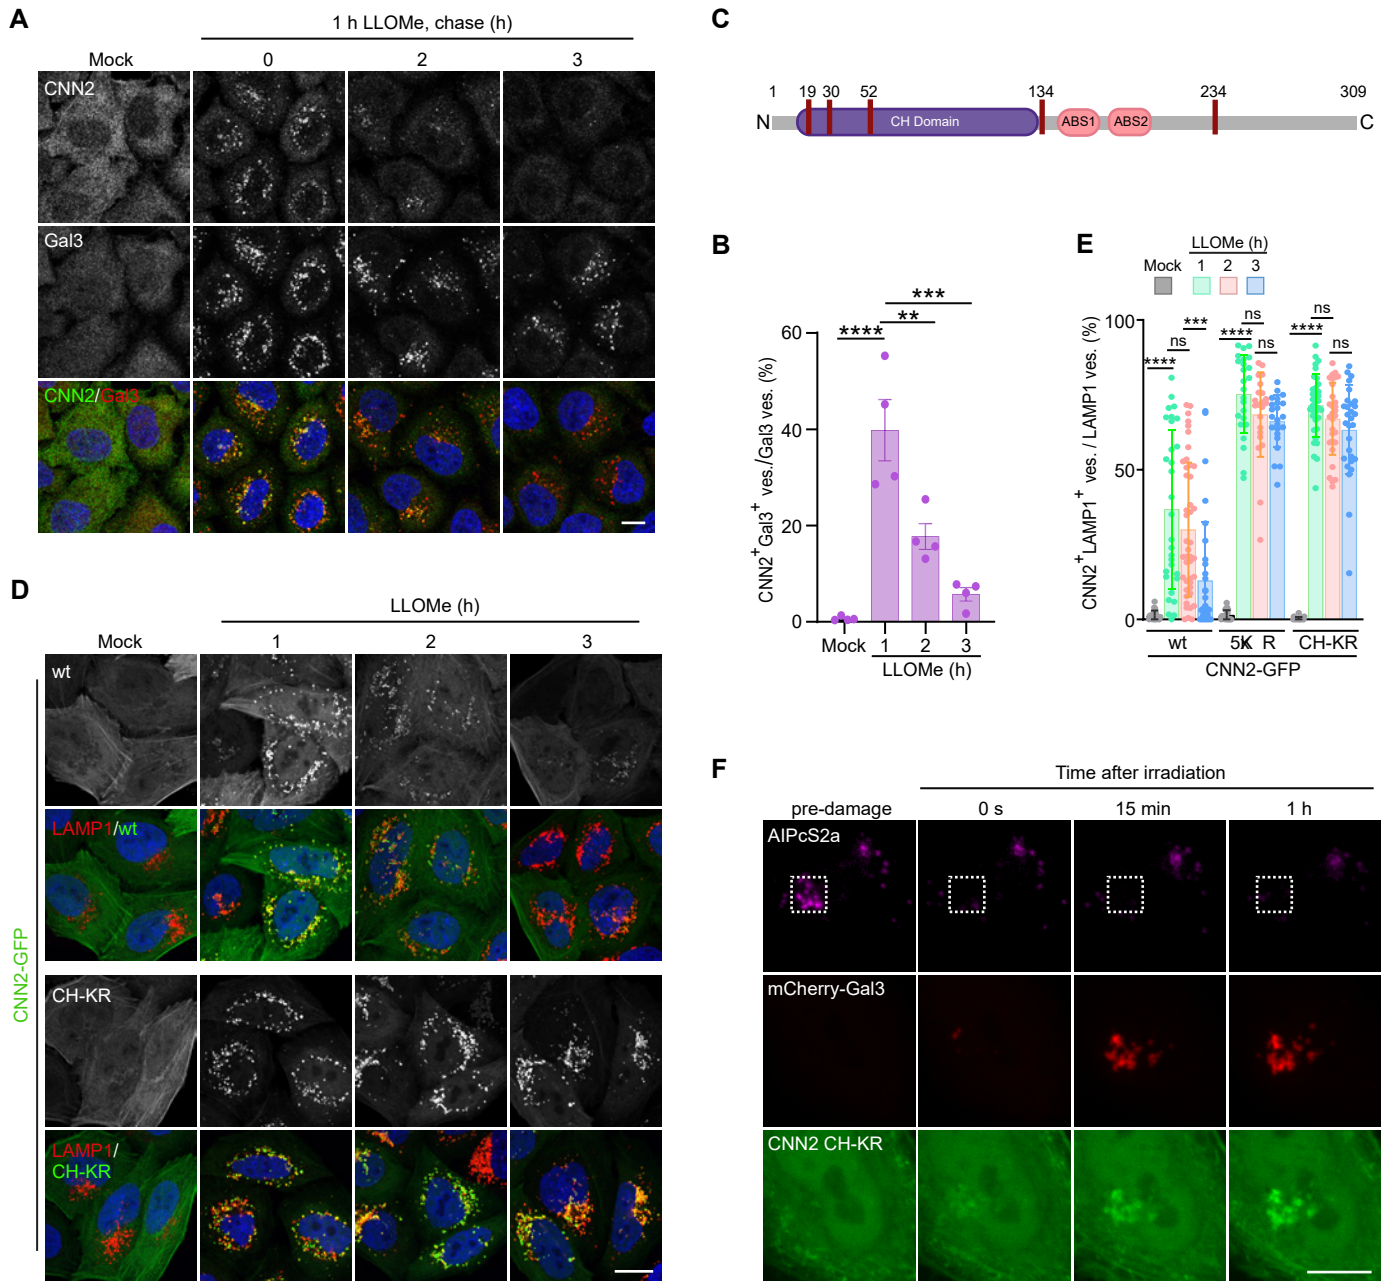 A
1 h LLOMe, chase (h)
Mock 0 2 3
CNN2
Gal3
CNN2/Gal3
C
1 19 30 52 134 234 309
N CH Domain ABS1 ABS2 C
B
CNN2+Gal3+ ves./Gal3 ves. (%)
60
40
20
0
**** ** ***
Mock 1 2 3
LLOMe (h)
E
LLOMe (h)
Mock 1 2 3
CNN2+LAMP1+ ves. / LAMP1 ves. (%)
100
50
0
**** ns *** **** ns ns **** ns ns
wt 5K R CH-KR
CNN2-GFP
D
LLOMe (h)
Mock 1 2 3
CNN2-GFP
wt
LAMP1/wt
CH-KR
LAMP1/
CH-KR
F
Time after irradiation
pre-damage 0 s 15 min 1 h
AlPcS2a
mCherry-Gal3
CNN2 CH-KR